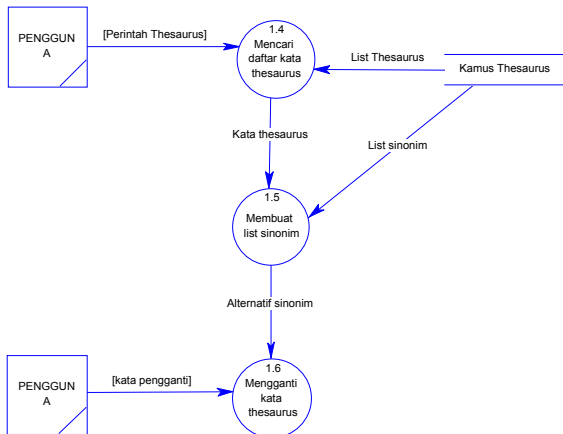 PENGGUN
A
[Perintah Thesaurus]
1.4
Mencari
daftar kata
thesaurus
List Thesaurus
Kamus Thesaurus
Kata thesaurus
List sinonim
1.5
Membuat
list sinonim
Alternatif sinonim
PENGGUN
A
[kata pengganti]
1.6
Mengganti
kata
thesaurus